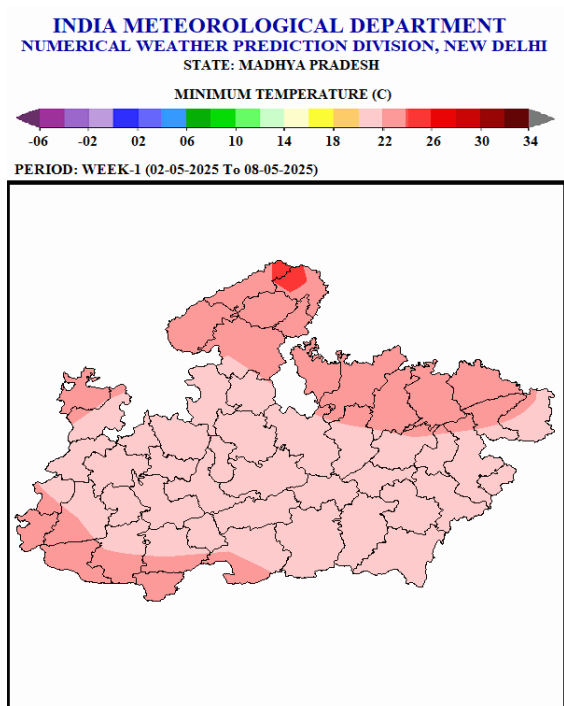 INDIA METEOROLOGICAL DEPARTMENT
NUMERICAL WEATHER PREDICTION DIVISION, NEW DELHI
STATE: MADHYA PRADESH
MINIMUM TEMPERATURE (C)
-06 -02 02 06 10 14 18 22 26 30 34
PERIOD: WEEK-1 (02-05-2025 To 08-05-2025)